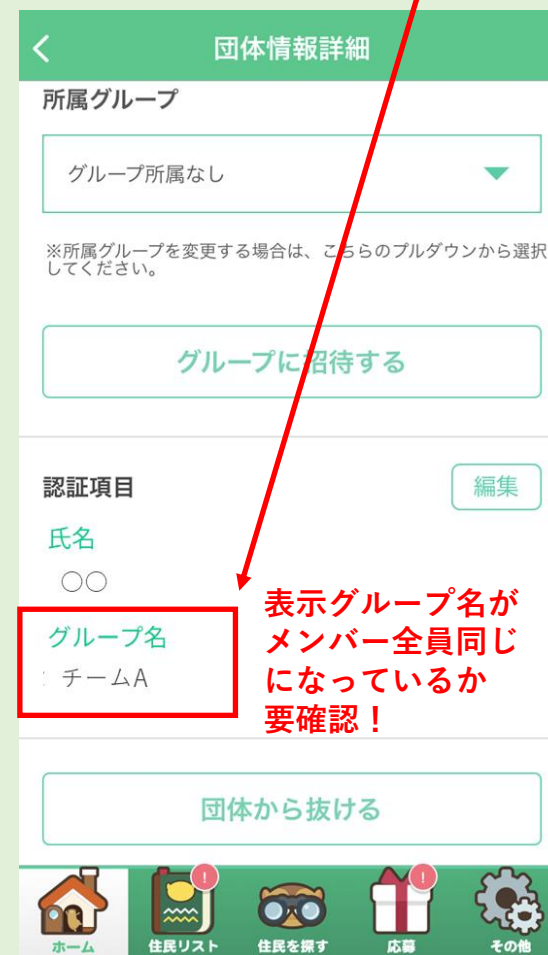 団体情報詳細
所属グループ
グループ所属なし
※所属グループを変更する場合は、こちらのプルダウンから選択
してください。
グループに招待する
認証項目
編集
氏名
〇〇
グループ名
チームA
表示グループ名が
メンバー全員同じ
になっているか
要確認！
団体から抜ける
ホーム
住民リスト
住民を探す
応募
その他